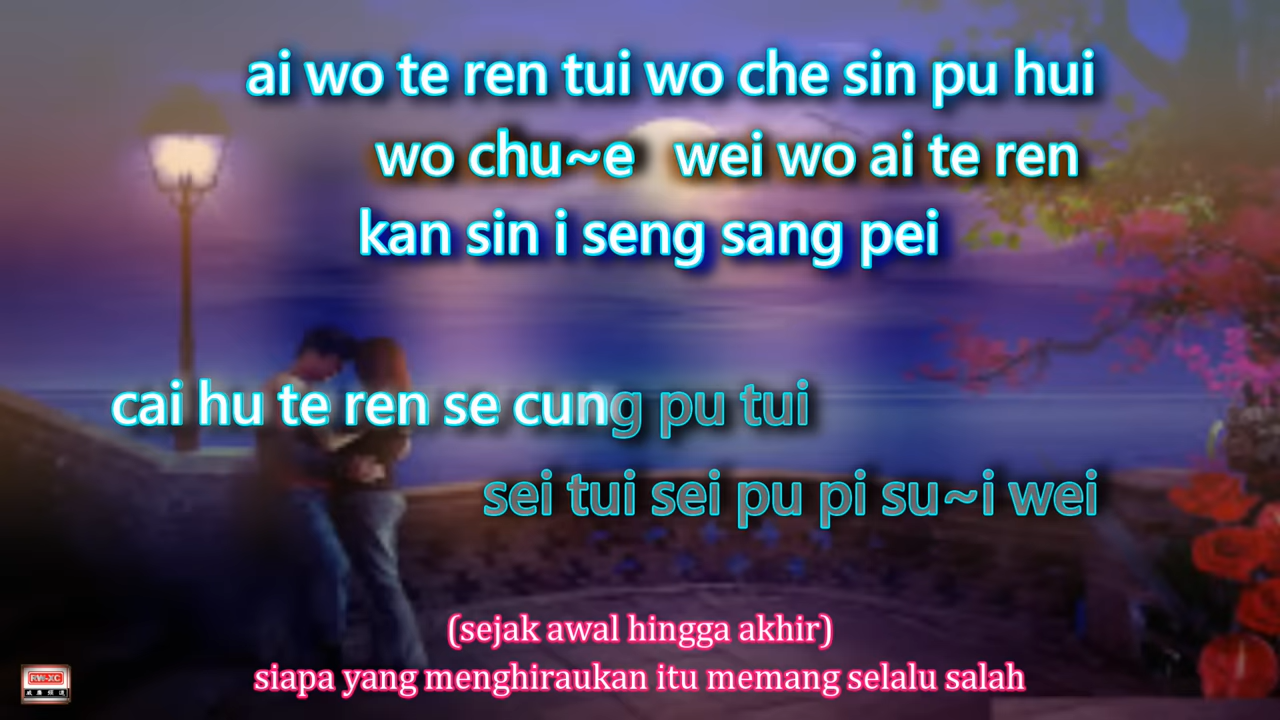 ai wo te ren tui wo che sin pu hui
wo chu~e wei wo ai te ren
kan sin i seng sang pei
cai hu te ren se cung pu tui
sei tui sei pu pi su~i wei
(sejak awal hingga akhir)
siapa yang menghiraukan itu memang selalu salah
RW-XC